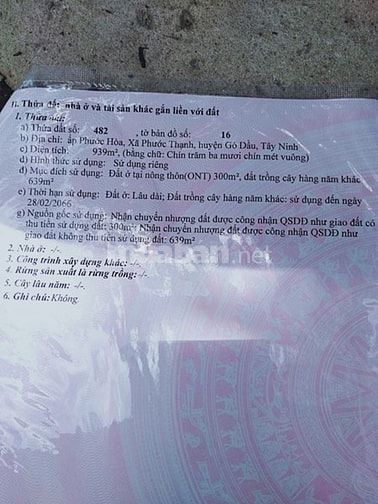 II. Thửa đất, nhà ở và tài sản khác gắn liền với đất
1. Thửa đất:
a) Thửa đất số: 482 , tờ bản đồ số: 16
b) Địa chỉ: ấp Phước Hòa, Xã Phước Thạnh, huyện Gò Dầu, Tây Ninh
c) Diện tích: 939m², (bằng chữ: Chín trăm ba mươi chín mét vuông)
d) Hình thức sử dụng: Sử dụng riêng
đ) Mục đích sử dụng: Đất ở tại nông thôn(ONT) 300m², đất trồng cây hàng năm khác
639m²
e) Thời hạn sử dụng: Đất ở: Lâu dài; Đất trồng cây hàng năm khác: sử dụng đến ngày
28/02/2066
g) Nguồn gốc sử dụng: Nhận chuyển nhượng đất được công nhận QSDĐ như giao đất có
thu tiền sử dụng đất: 300m²; Nhận chuyển nhượng đất được công nhận QSDĐ như
giao đất không thu tiền sử dụng đất: 639m²
2. Nhà ở: -/-
3. Công trình xây dựng khác: -/-
4. Rừng sản xuất là rừng trồng: -/-
5. Cây lâu năm: -/-
6. Ghi chú: Không.